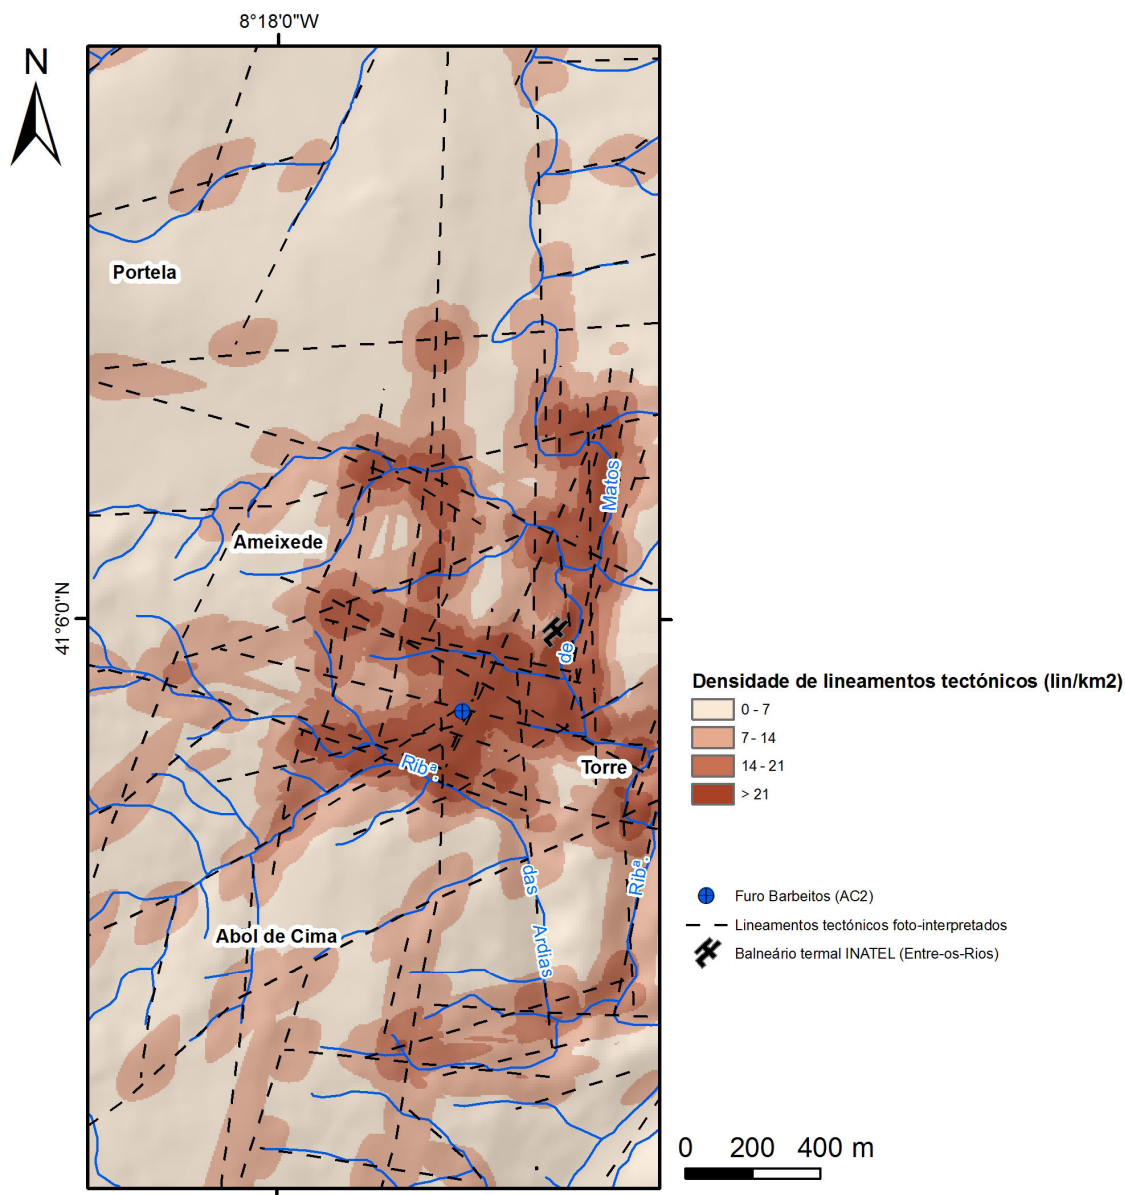 8°18'0"W
N
Portela
Matos
Ameixede
41°6'0"N
de
Densidade de lineamentos tectónicos (lin/km2)
0 - 7
7 - 14
14 - 21
> 21
Torre
Ribª.
Ribª.
das Ardias
Abol de Cima
Furo Barbeitos (AC2)
Lineamentos tectónicos foto-interpretados
Balneário termal INATEL (Entre-os-Rios)
0 200 400 m